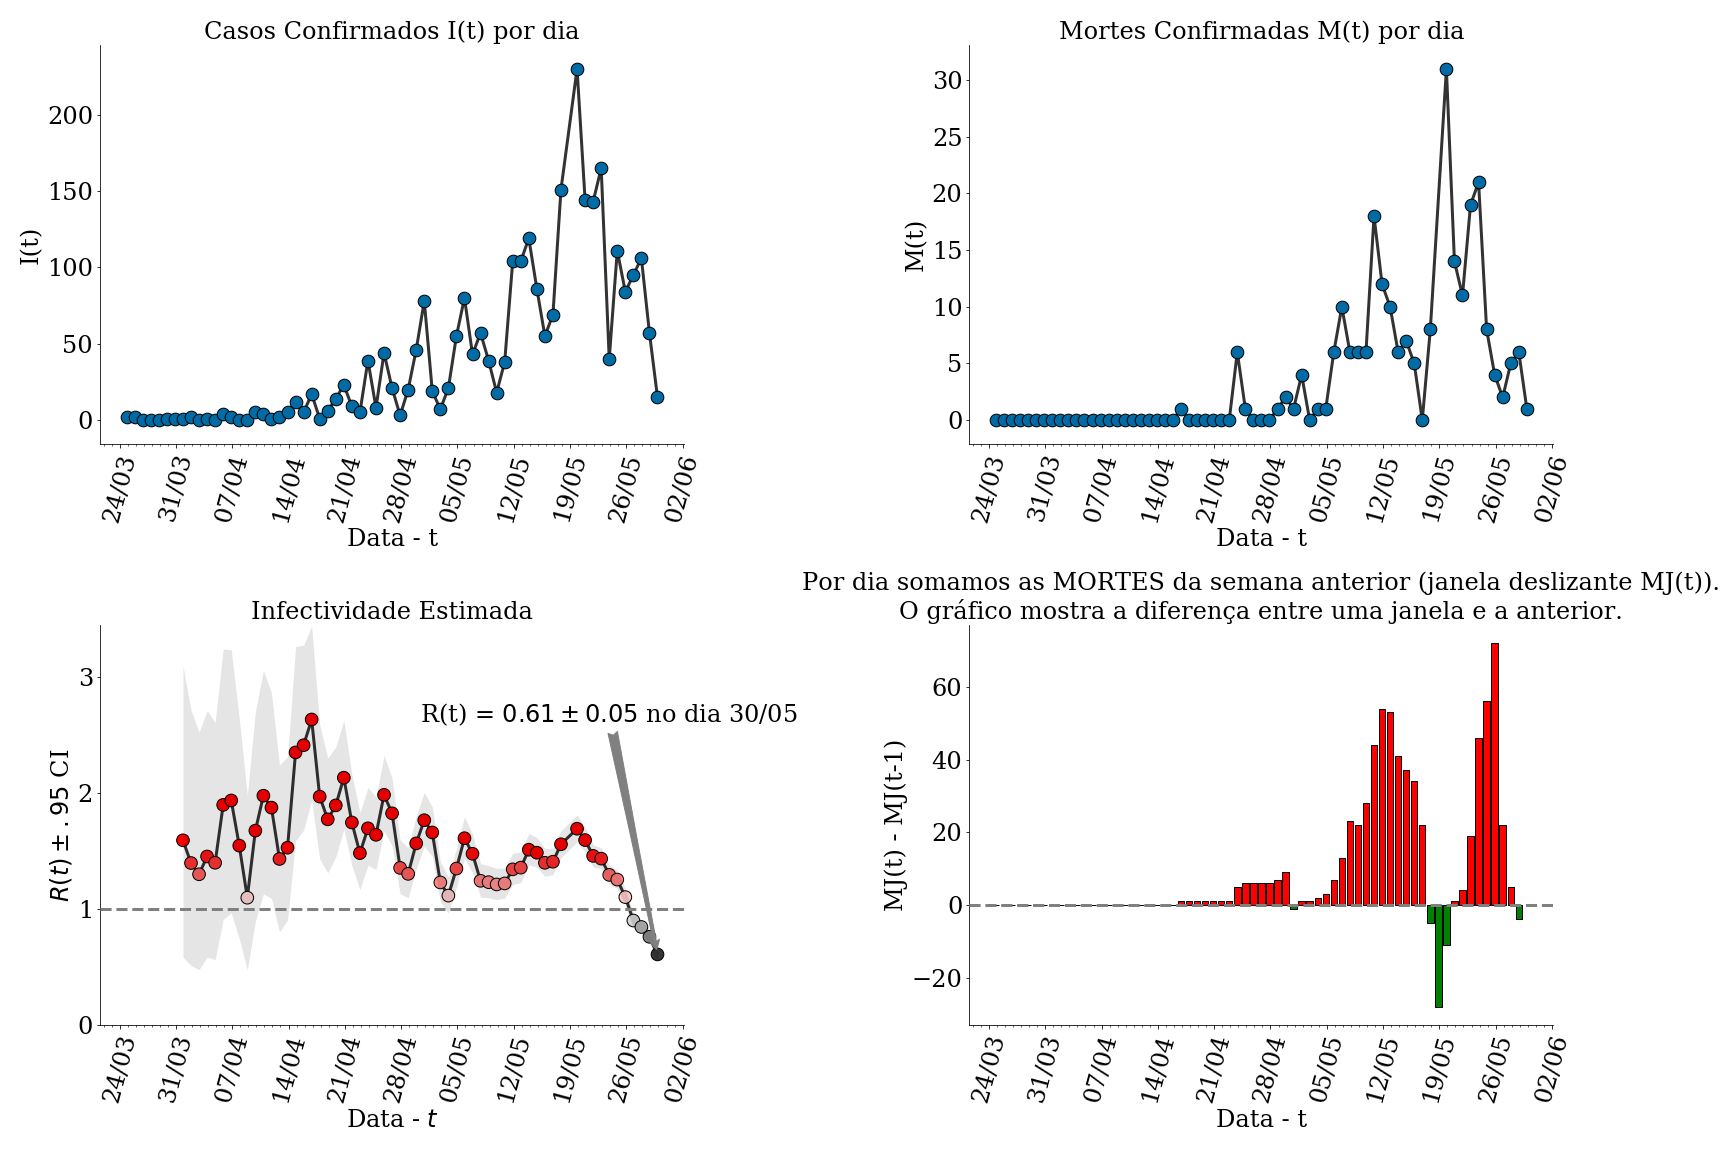 Casos Confirmados I(t) por dia
I(t)
200
150
100
50
0
24/03 31/03 07/04 14/04 21/04 28/04 05/05 12/05 19/05 26/05 02/06
Data - t
Mortes Confirmadas M(t) por dia
M(t)
30
25
20
15
10
5
0
24/03 31/03 07/04 14/04 21/04 28/04 05/05 12/05 19/05 26/05 02/06
Data - t
Infectividade Estimada
R(t) ± .95 CI
3
2
1
0
R(t) = 0.61 ± 0.05 no dia 30/05
24/03 31/03 07/04 14/04 21/04 28/04 05/05 12/05 19/05 26/05 02/06
Data - t
Por dia somamos as MORTES da semana anterior (janela deslizante MJ(t)).
O gráfico mostra a diferença entre uma janela e a anterior.
MJ(t) - MJ(t-1)
60
40
20
0
−20
24/03 31/03 07/04 14/04 21/04 28/04 05/05 12/05 19/05 26/05 02/06
Data - t